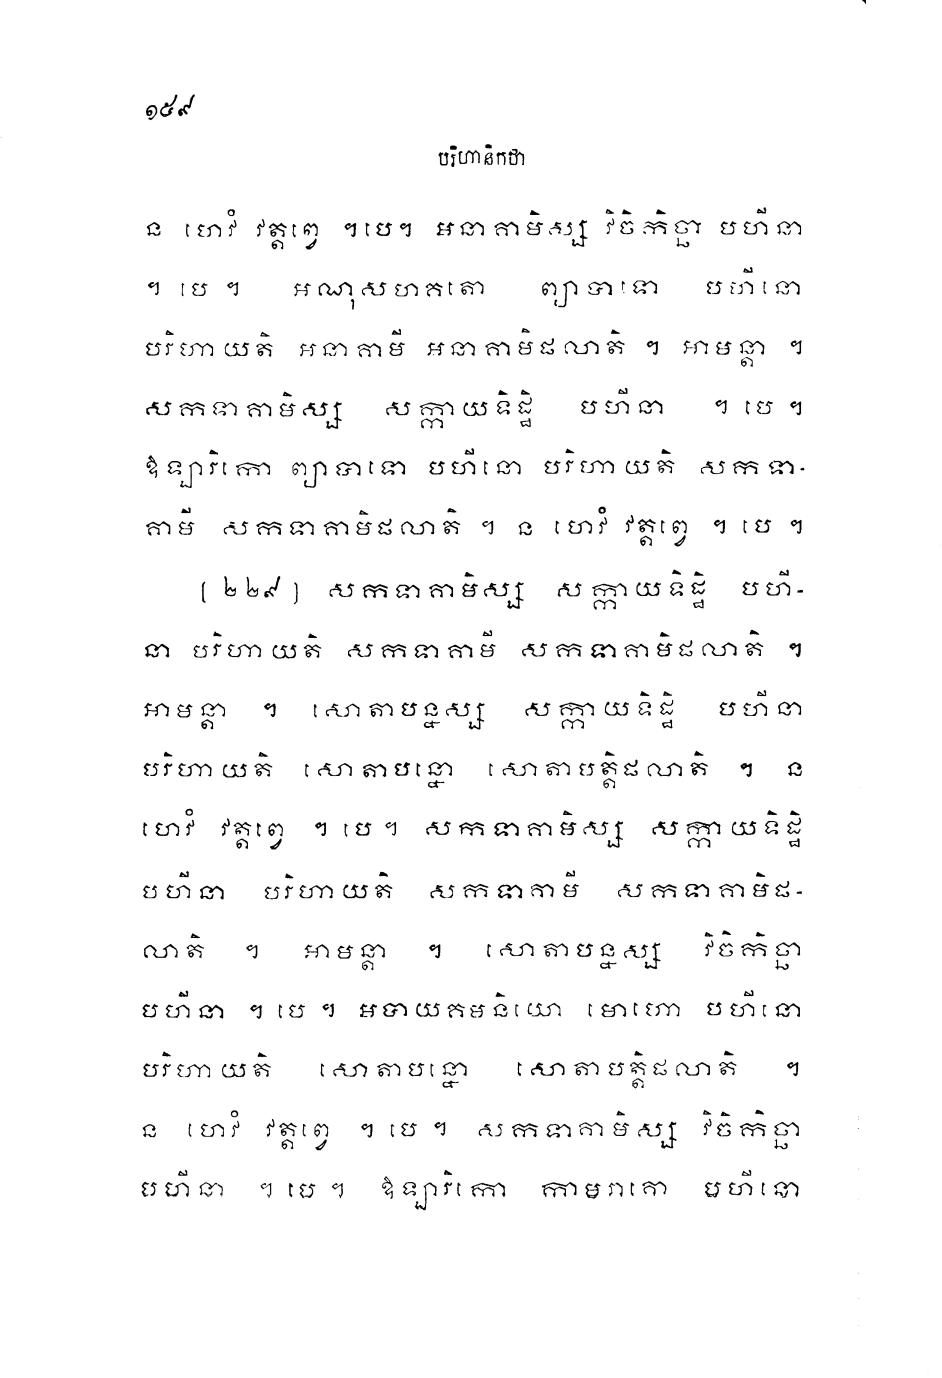 ១៥៩
បរិហានិកថា
ន ហេវំ វត្តព្វេ ។បេ។ អនាគាមិស្ស វិចិកិច្ឆា បហីនា
។ បេ ។ អណុសហគតោ ព្យាបាទោ បហីនោ
បរិហាយតិ អនាគាមី អនាគាមិផលាតិ ។ អាមន្តា ។
សកទាគាមិស្ស សក្កាយទិដ្ឋិ បហីនា ។ បេ ។
ឱឡារិកោ ព្យាបាទោ បហីនោ បរិហាយតិ សកទា-
គាមី សកទាគាមិផលាតិ ។ ន ហេវំ វត្តព្វេ ។ បេ ។
[ ២២៩ ] សកទាគាមិស្ស សក្កាយទិដ្ឋិ បហី-
នា បរិហាយតិ សកទាគាមី សកទាគាមិផលាតិ ។
អាមន្តា ។ សោតាបន្នស្ស សក្កាយទិដ្ឋិ បហីនា
បរិហាយតិ សោតាបន្នោ សោតាបត្តិផលាតិ ។ ន
ហេវំ វត្តព្វេ ។ បេ ។ សកទាគាមិស្ស សក្កាយទិដ្ឋិ
បហីនា បរិហាយតិ សកទាគាមី សកទាគាមិផ-
លាតិ ។ អាមន្តា ។ សោតាបន្នស្ស វិចិកិច្ឆា
បហីនា ។ បេ ។ អបាយគមនិយោ មោហោ បហីនោ
បរិហាយតិ សោតាបន្នោ សោតាបត្តិផលាតិ ។
ន ហេវំ វត្តព្វេ ។ បេ ។ សកទាគាមិស្ស វិចិកិច្ឆា
បហីនា ។ បេ ។ ឱឡារិកោ កាមរាគោ បហីនោ